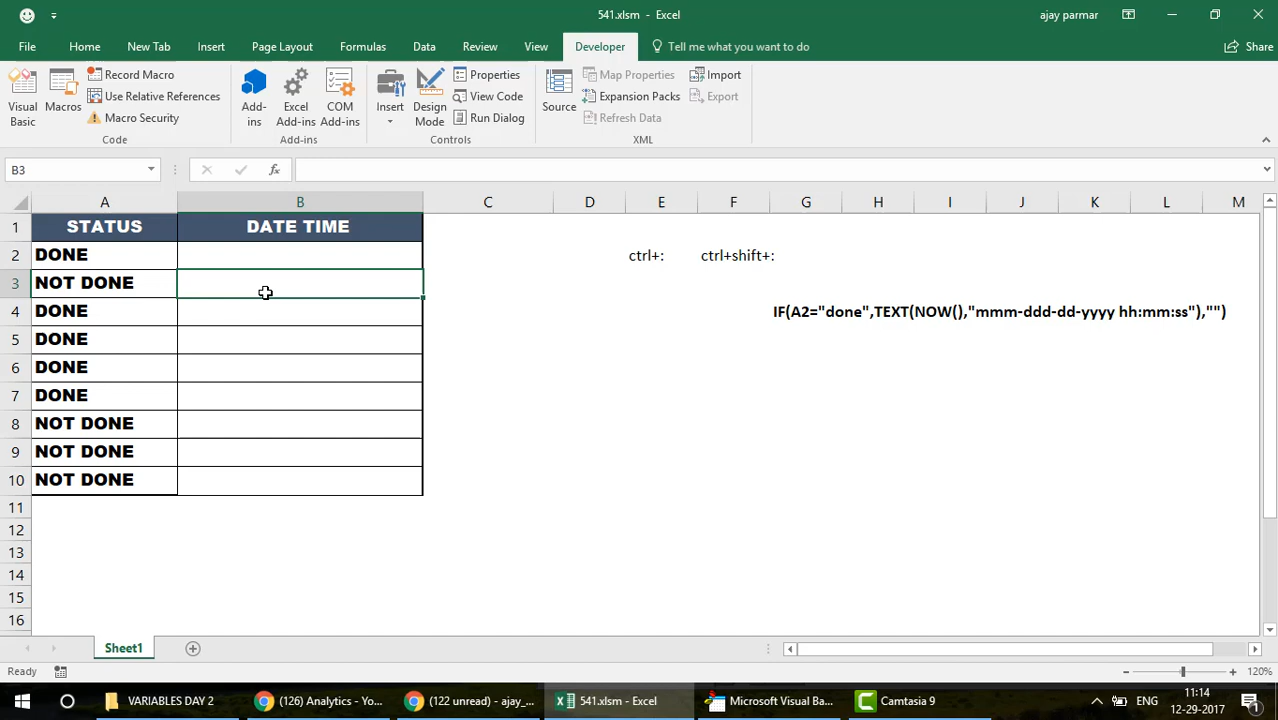 541.xlsm - Excel
ajay parmar
File Home New Tab Insert Page Layout Formulas Data Review View Developer Tell me what you want to do Share
Visual Basic
Macros
Record Macro
Use Relative References
Macro Security
Code
Add-ins
Excel Add-ins
COM Add-ins
Add-ins
Insert
Design Mode
Properties
View Code
Run Dialog
Controls
Source
Map Properties
Expansion Packs
Refresh Data
Import
Export
XML
B3
fx
A B C D E F G H I J K L M
1 STATUS DATE TIME
2 DONE ctrl+: ctrl+shift+:
3 NOT DONE
4 DONE IF(A2="done",TEXT(NOW(),"mmm-ddd-dd-yyyy hh:mm:ss"),"")
5 DONE
6 DONE
7 DONE
8 NOT DONE
9 NOT DONE
10 NOT DONE
11
12
13
14
15
16
Sheet1
Ready
120%
VARIABLES DAY 2
(126) Analytics - Yo...
(122 unread) - ajay_...
541.xlsm - Excel
Microsoft Visual Ba...
Camtasia 9
ENG
11:14
12-29-2017
1